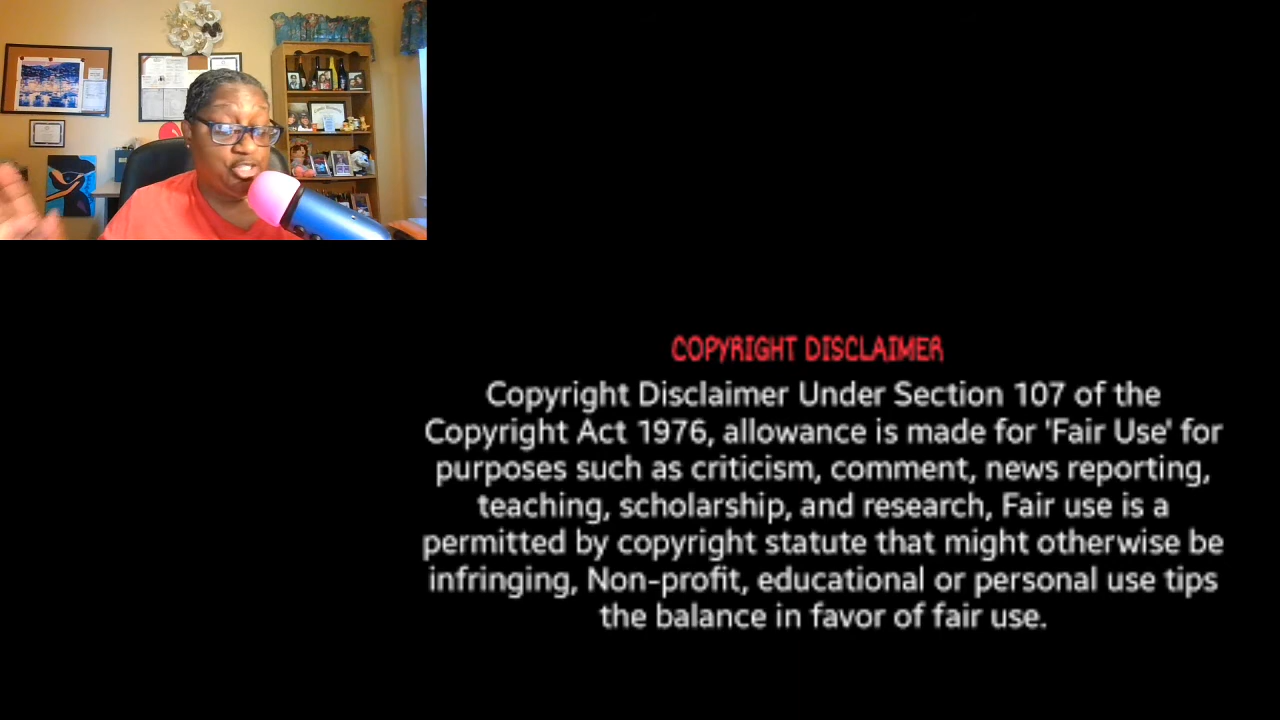 COPYRIGHT DISCLAIMER
Copyright Disclaimer Under Section 107 of the
Copyright Act 1976, allowance is made for 'Fair Use' for
purposes such as criticism, comment, news reporting,
teaching, scholarship, and research, Fair use is a
permitted by copyright statute that might otherwise be
infringing, Non-profit, educational or personal use tips
the balance in favor of fair use.